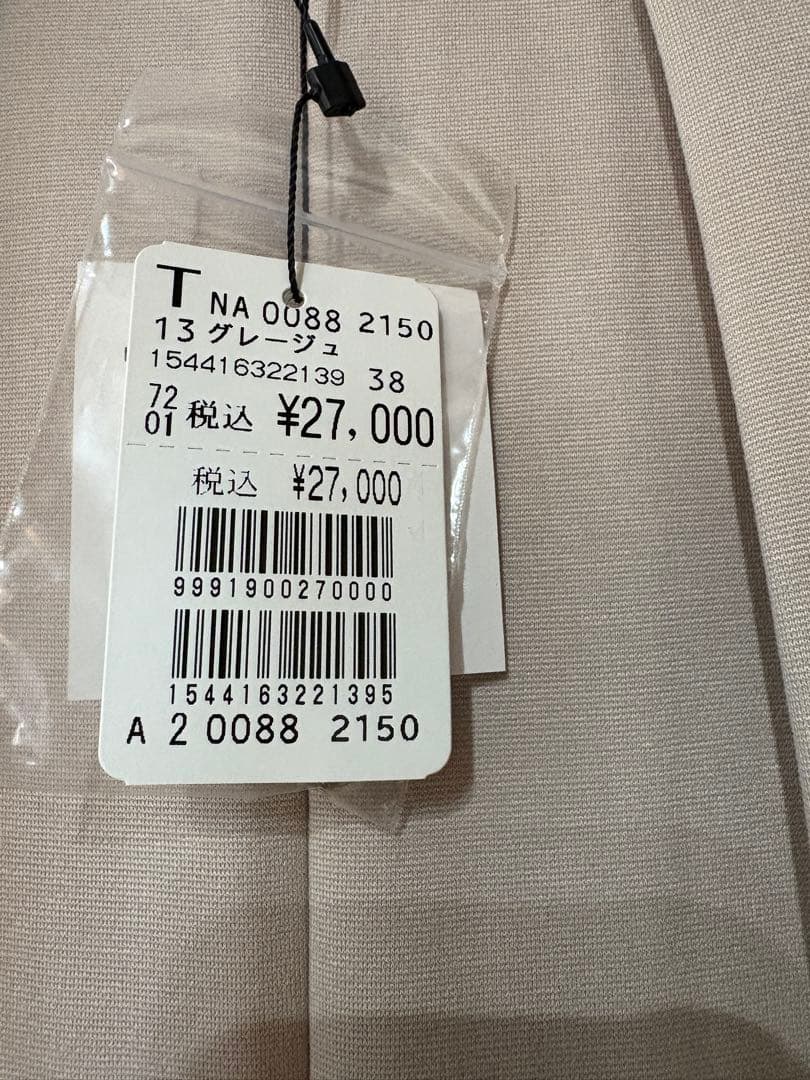 T NA 0088 2150
13 グレージュ
154416322139 38
72
01 税込 ¥27,000
税込 ¥27,000
9991900270000
1544163221395
A 2 0088 2150